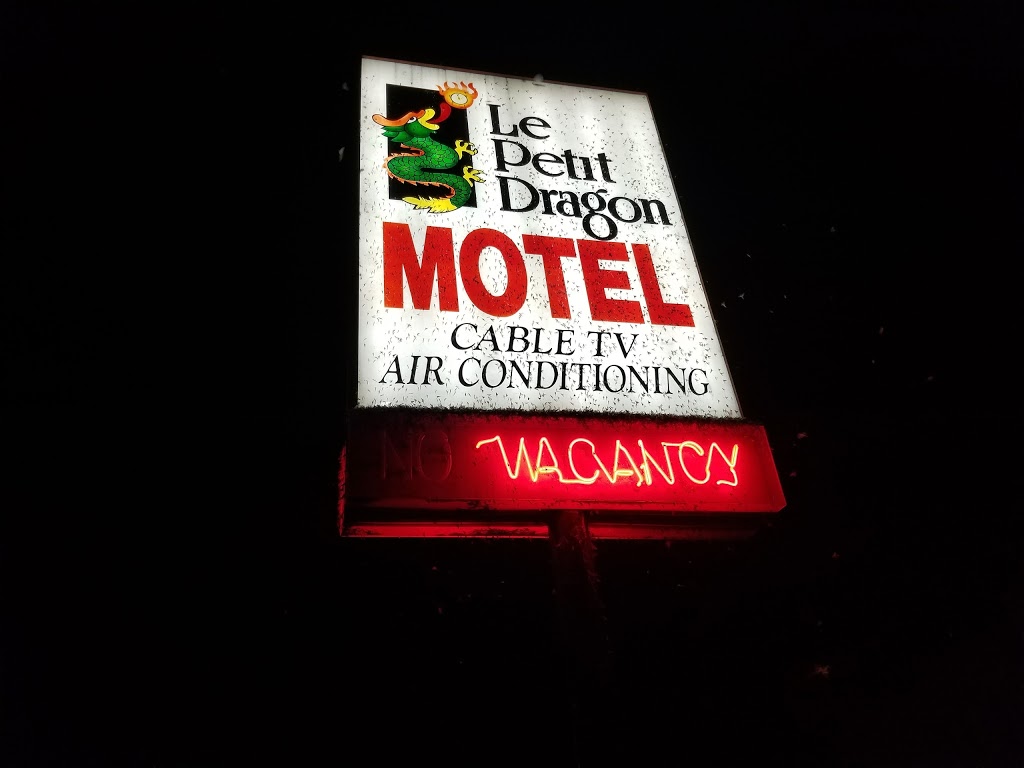 Le
Petit
Dragon
MOTEL
CABLE TV
AIR CONDITIONING
NO VACANCY